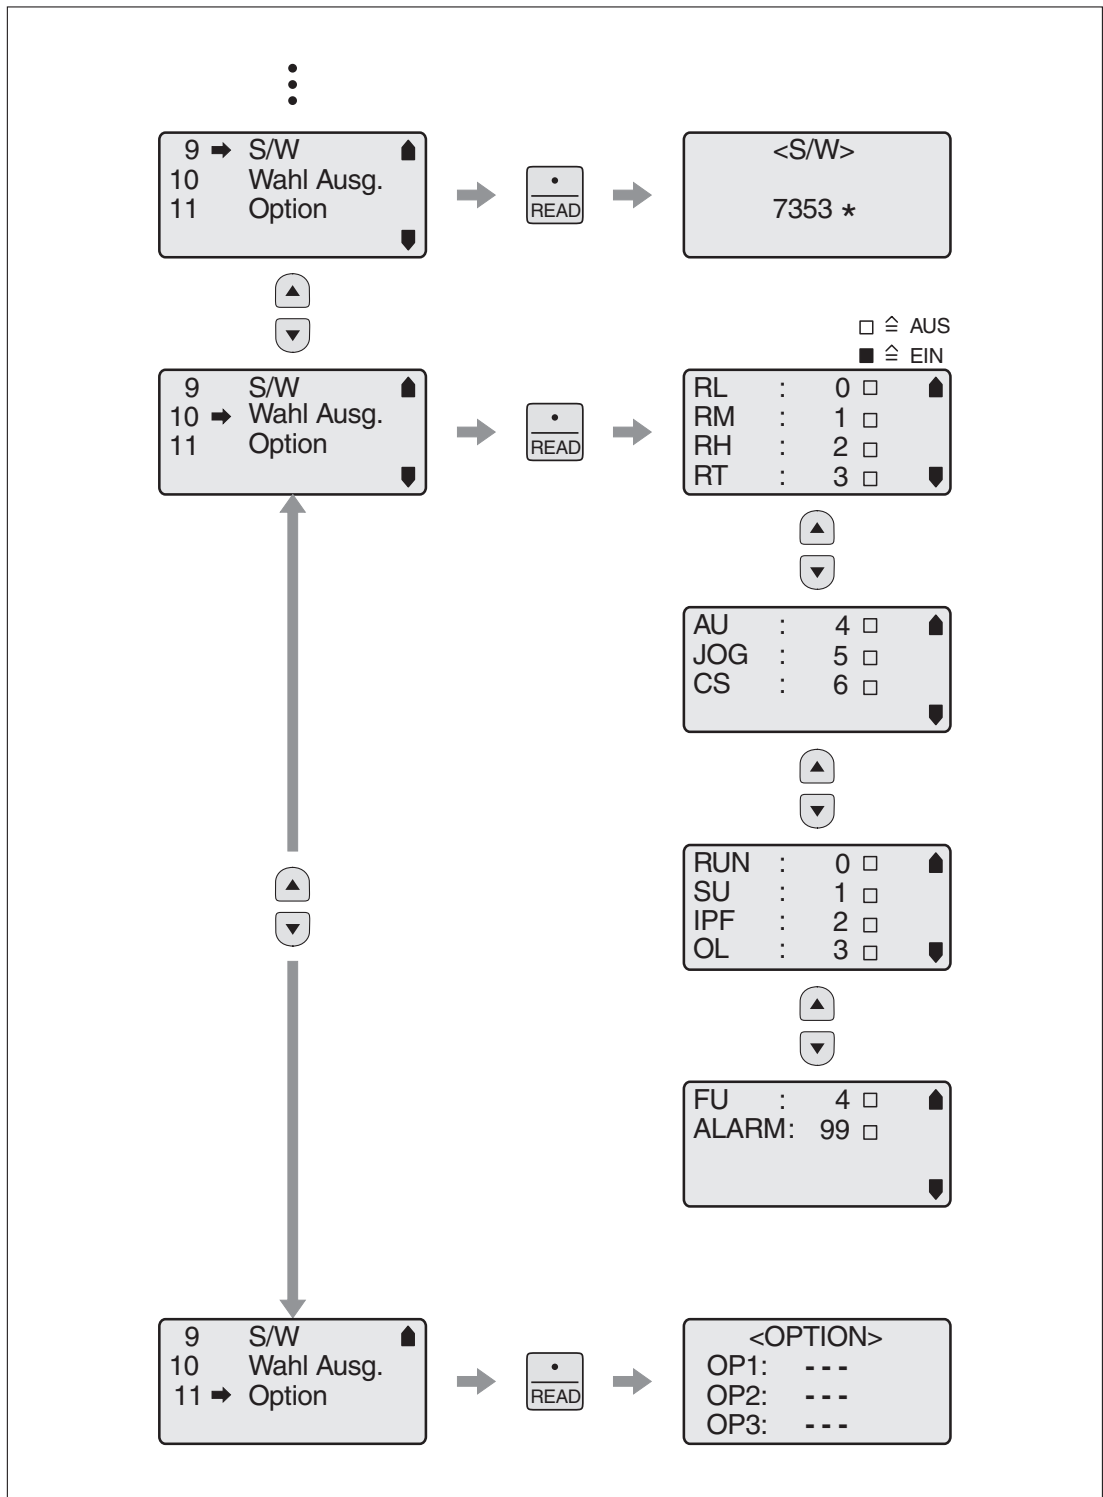 9 ➡ S/W
10 Wahl Ausg.
11 Option
READ
<S/W>
7353 *
□ ≙ AUS
■ ≙ EIN
9 S/W
10 ➡ Wahl Ausg.
11 Option
READ
RL : 0 □
RM : 1 □
RH : 2 □
RT : 3 □
AU : 4 □
JOG : 5 □
CS : 6 □
RUN : 0 □
SU : 1 □
IPF : 2 □
OL : 3 □
FU : 4 □
ALARM: 99 □
9 S/W
10 Wahl Ausg.
11 ➡ Option
READ
<OPTION>
OP1: ---
OP2: ---
OP3: ---